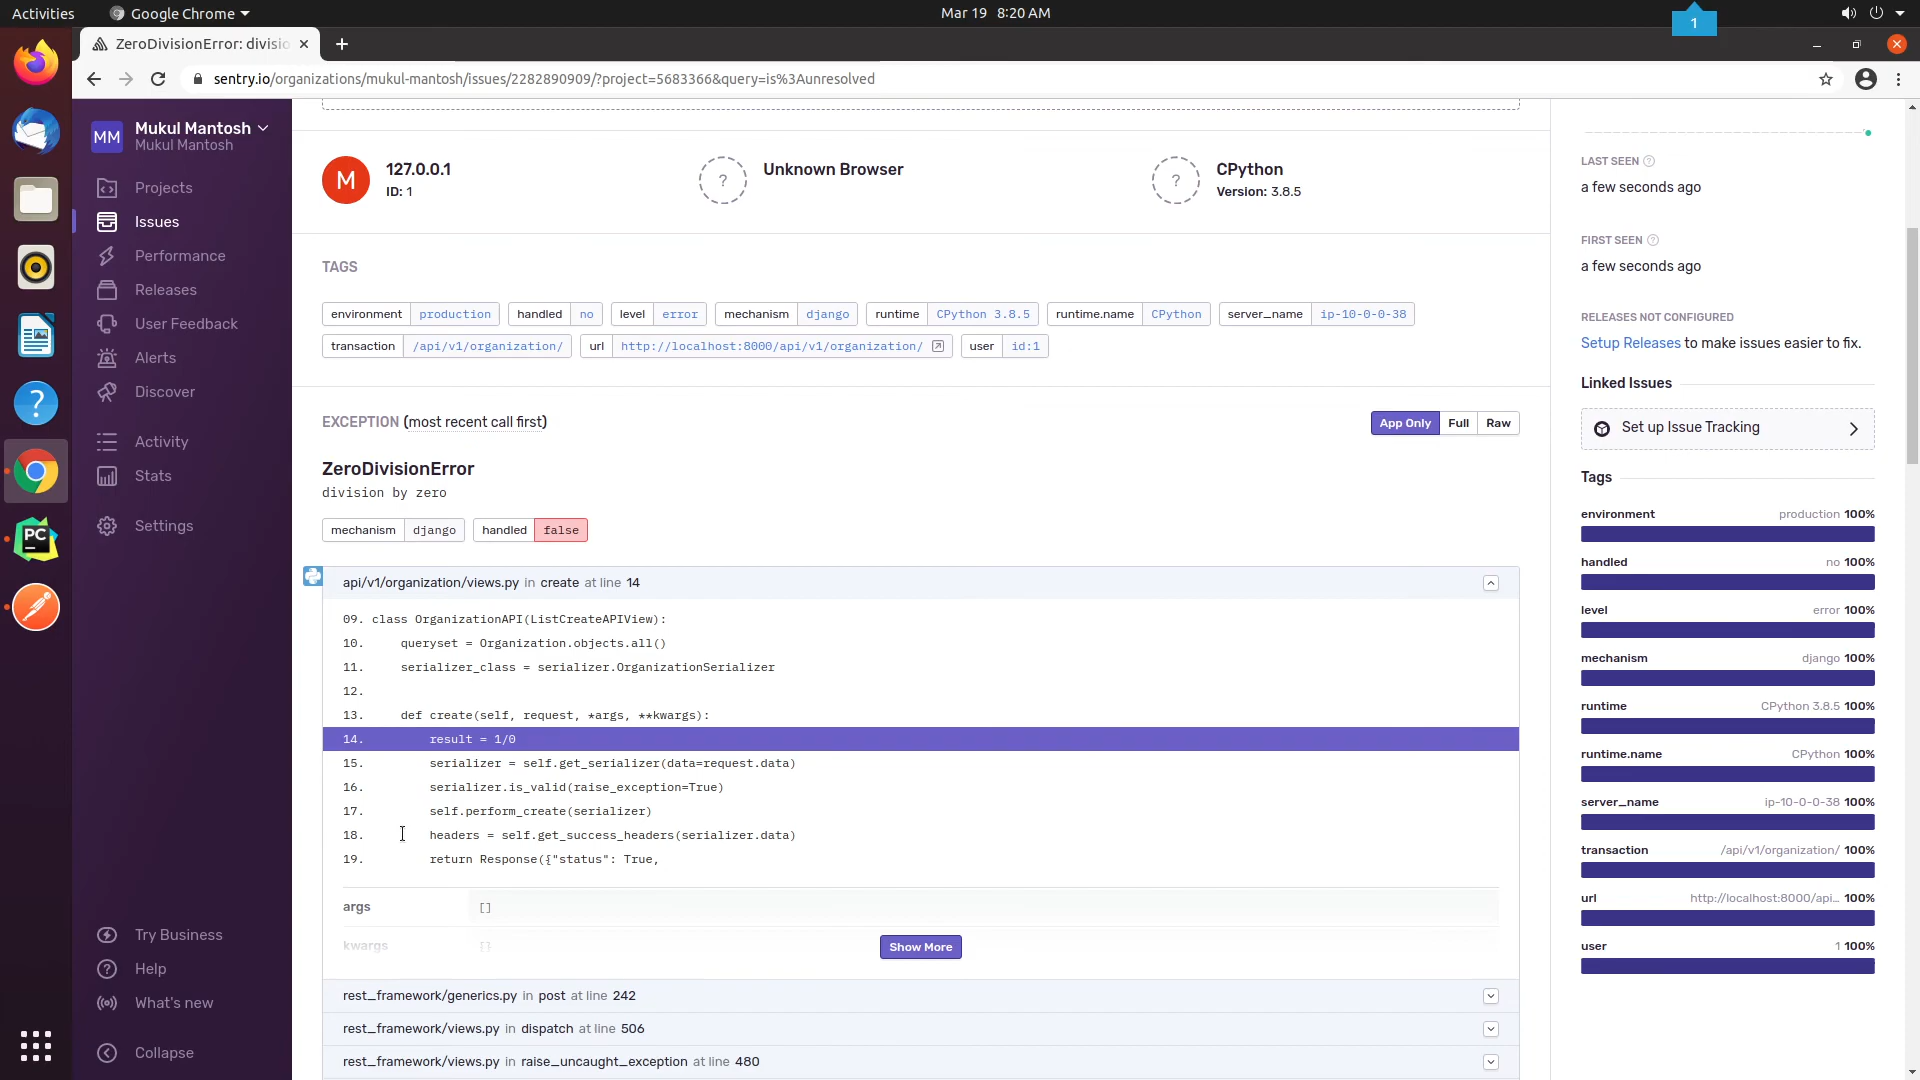 Activities Google Chrome Mar 19 8:20 AM 1
ZeroDivisionError: divisio
sentry.io/organizations/mukul-mantosh/issues/2282890909/?project=5683366&query=is%3Aunresolved
MM Mukul Mantosh
Mukul Mantosh
Projects
Issues
Performance
Releases
User Feedback
Alerts
Discover
Activity
Stats
Settings
Try Business
Help
What's new
Collapse
M 127.0.0.1
ID: 1
? Unknown Browser
? CPython
Version: 3.8.5
TAGS
environment production handled no level error mechanism django runtime CPython 3.8.5 runtime.name CPython server_name ip-10-0-0-38
transaction /api/v1/organization/ url http://localhost:8000/api/v1/organization/ user id:1
EXCEPTION (most recent call first) App Only Full Raw
ZeroDivisionError
division by zero
mechanism django handled false
api/v1/organization/views.py in create at line 14
09. class OrganizationAPI(ListCreateAPIView):
10. queryset = Organization.objects.all()
11. serializer_class = serializer.OrganizationSerializer
12.
13. def create(self, request, *args, **kwargs):
14. result = 1/0
15. serializer = self.get_serializer(data=request.data)
16. serializer.is_valid(raise_exception=True)
17. self.perform_create(serializer)
18. headers = self.get_success_headers(serializer.data)
19. return Response({"status": True,
args []
kwargs {}
Show More
rest_framework/generics.py in post at line 242
rest_framework/views.py in dispatch at line 506
rest_framework/views.py in raise_uncaught_exception at line 480
LAST SEEN ?
a few seconds ago
FIRST SEEN ?
a few seconds ago
RELEASES NOT CONFIGURED
Setup Releases to make issues easier to fix.
Linked Issues
Set up Issue Tracking
Tags
environment production 100%
handled no 100%
level error 100%
mechanism django 100%
runtime CPython 3.8.5 100%
runtime.name CPython 100%
server_name ip-10-0-0-38 100%
transaction /api/v1/organization/ 100%
url http://localhost:8000/api... 100%
user 1 100%
PC
?